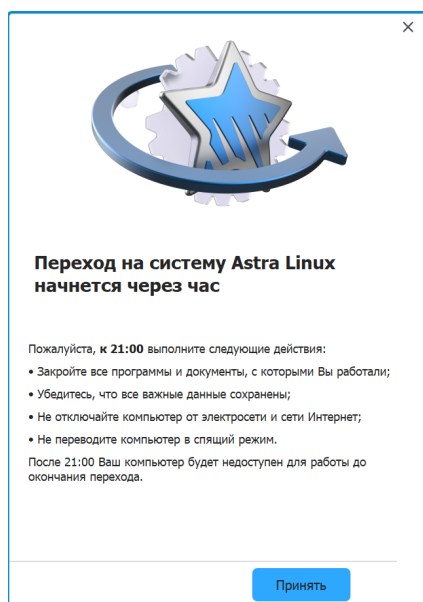 Переход на систему Astra Linux
начнется через час
Пожалуйста, к 21:00 выполните следующие действия:
• Закройте все программы и документы, с которыми Вы работали;
• Убедитесь, что все важные данные сохранены;
• Не отключайте компьютер от электросети и сети Интернет;
• Не переводите компьютер в спящий режим.
После 21:00 Ваш компьютер будет недоступен для работы до
окончания перехода.
Принять